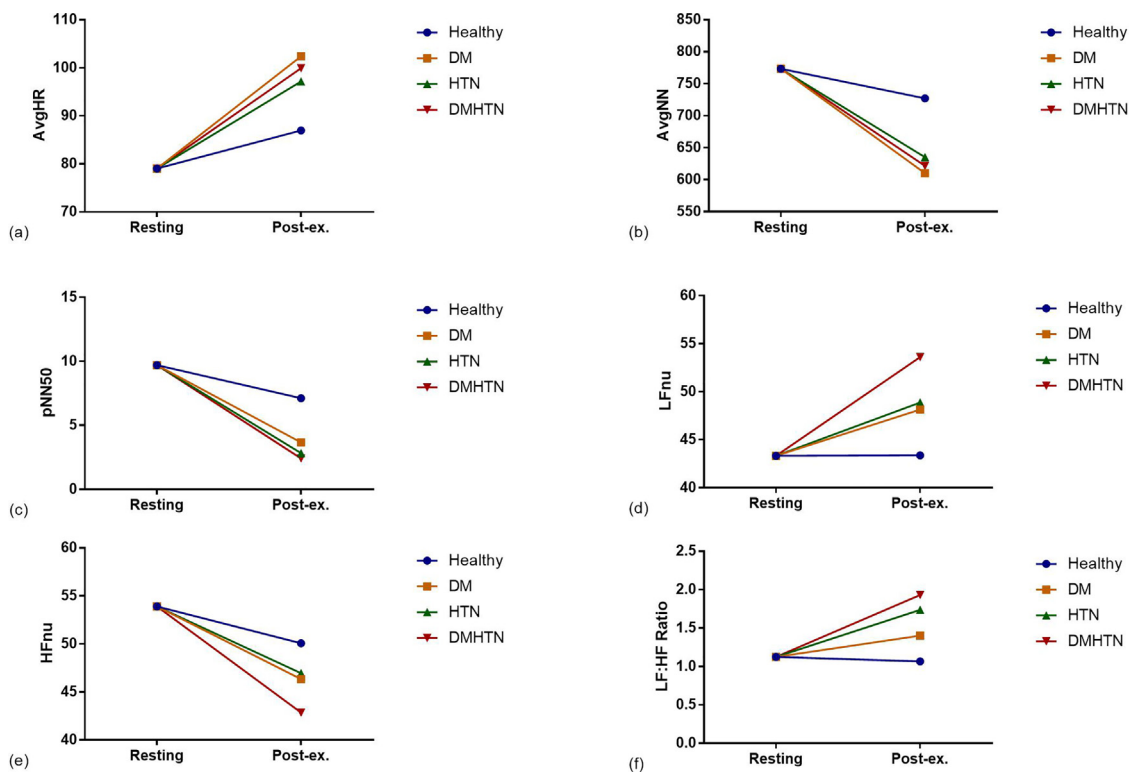 110
100
90
80
70
AvgHR
Resting
Post-ex.
Healthy
DM
HTN
DMHTN
(a)
850
800
750
700
650
600
550
AvgNN
Resting
Post-ex.
Healthy
DM
HTN
DMHTN
(b)
15
10
5
0
pNN50
Resting
Post-ex.
Healthy
DM
HTN
DMHTN
(c)
60
55
50
45
40
LFnu
Resting
Post-ex.
Healthy
DM
HTN
DMHTN
(d)
60
55
50
45
40
HFnu
Resting
Post-ex.
Healthy
DM
HTN
DMHTN
(e)
2.5
2.0
1.5
1.0
0.5
0.0
LF:HF Ratio
Resting
Post-ex.
Healthy
DM
HTN
DMHTN
(f)